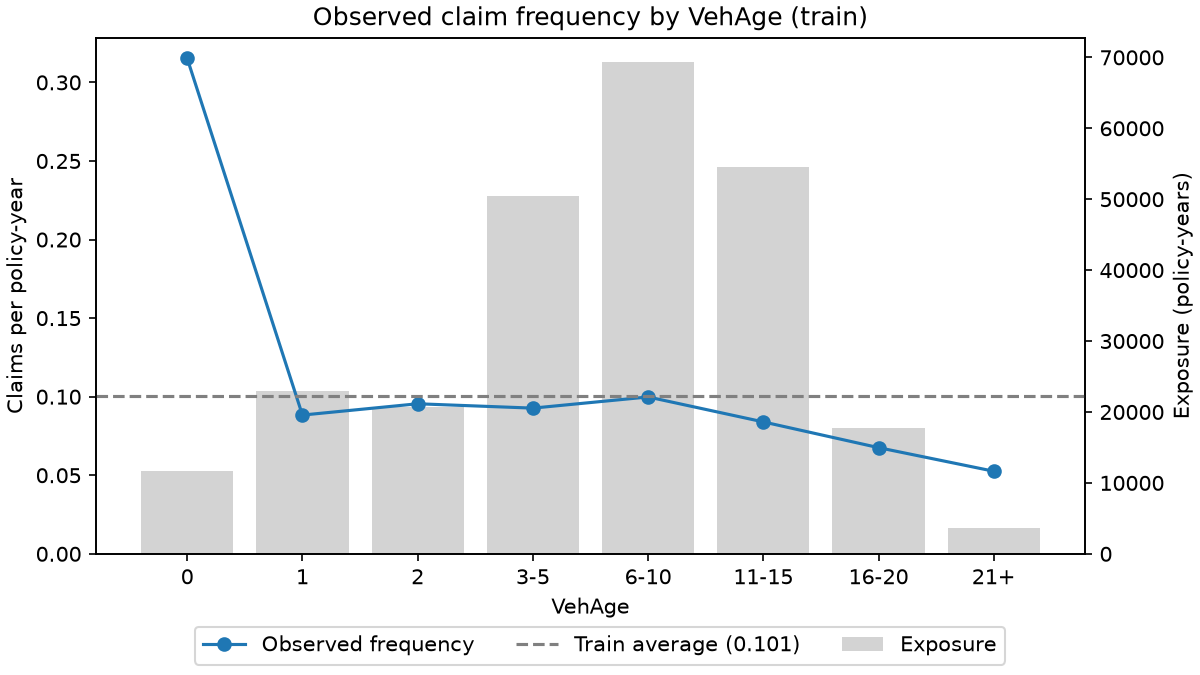 Observed claim frequency by VehAge (train)
Claims per policy-year
0.30
0.25
0.20
0.15
0.10
0.05
0.00
70000
60000
50000
40000
30000
20000
10000
0
Exposure (policy-years)
0 1 2 3-5 6-10 11-15 16-20 21+
VehAge
Observed frequency Train average (0.101) Exposure